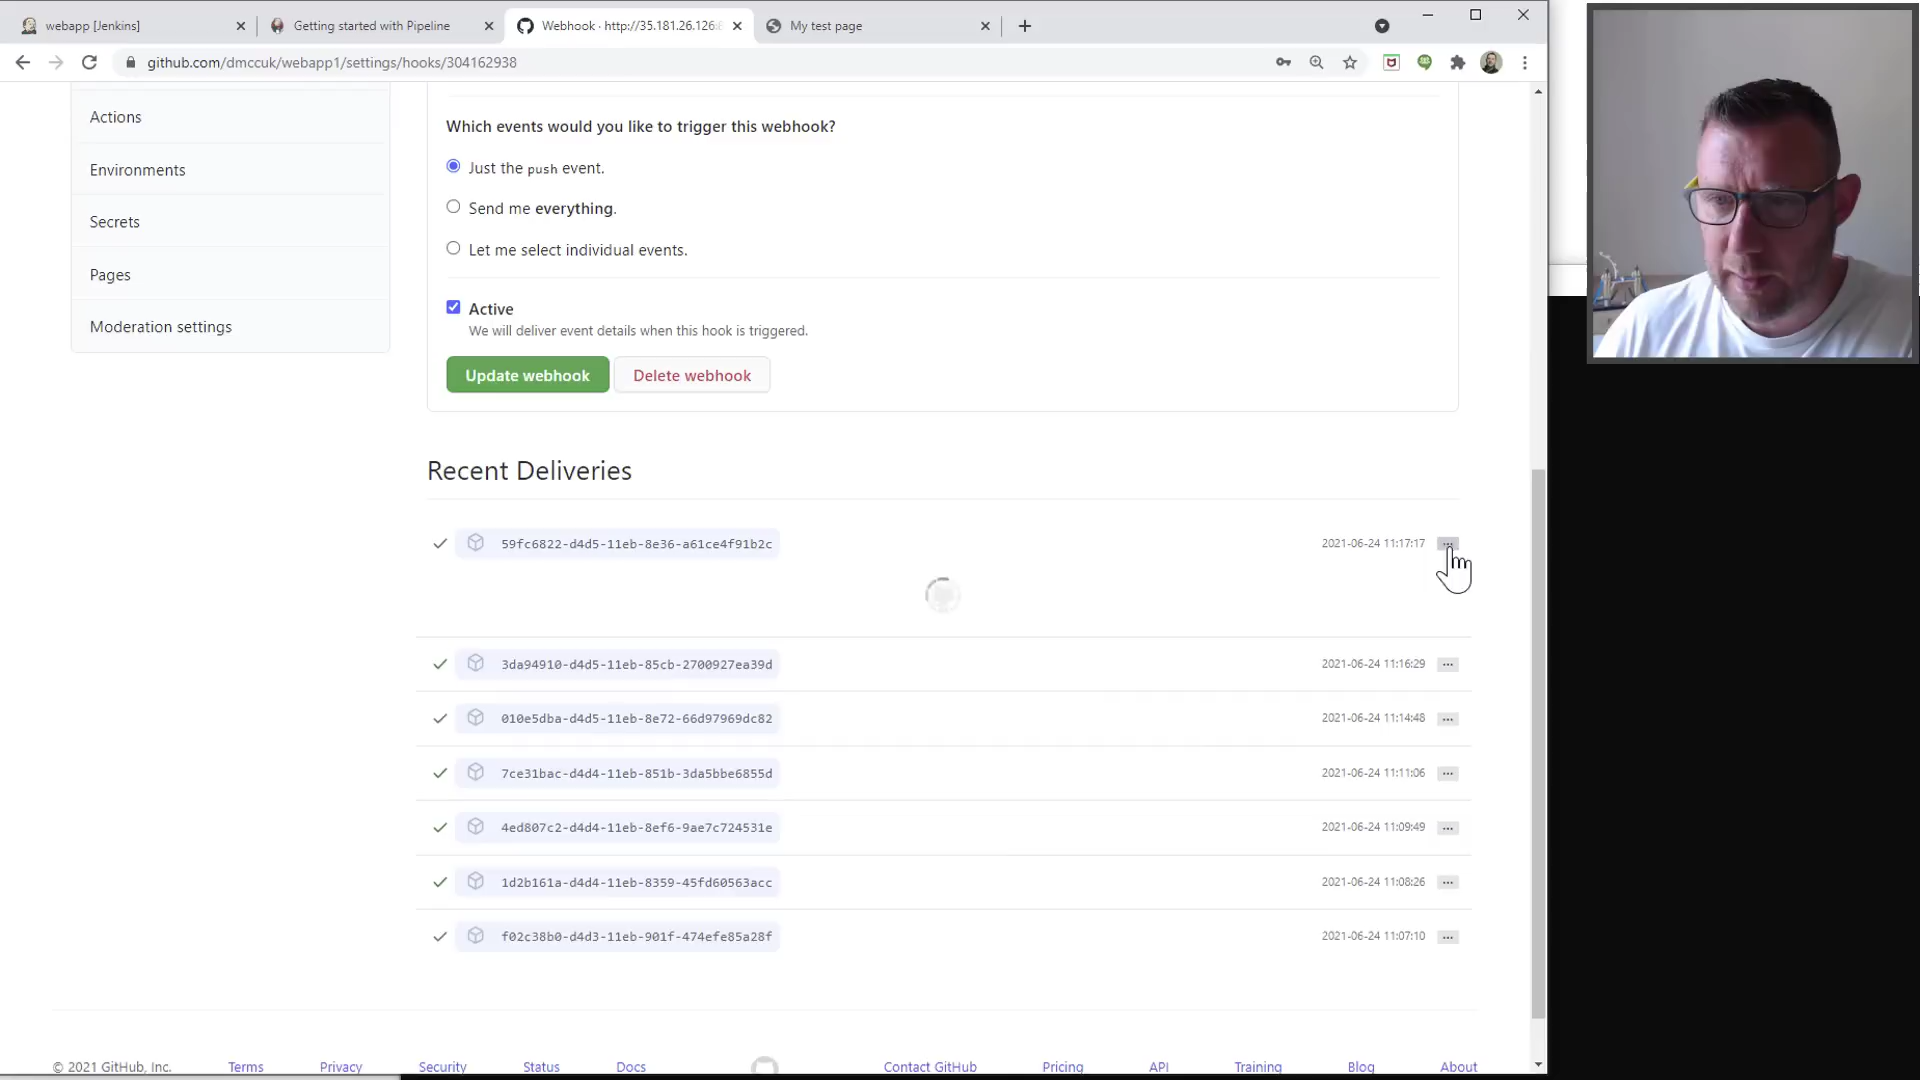 webapp [Jenkins]
Getting started with Pipeline
Webhook · http://35.181.26.126:8
My test page
github.com/dmccuk/webapp1/settings/hooks/304162938
Actions
Environments
Secrets
Pages
Moderation settings
Which events would you like to trigger this webhook?
Just the push event.
Send me everything.
Let me select individual events.
Active
We will deliver event details when this hook is triggered.
Update webhook
Delete webhook
Recent Deliveries
59fc6822-d4d5-11eb-8e36-a61ce4f91b2c 2021-06-24 11:17:17 ...
3da94910-d4d5-11eb-85cb-2700927ea39d 2021-06-24 11:16:29 ...
010e5dba-d4d5-11eb-8e72-66d97969dc82 2021-06-24 11:14:48 ...
7ce31bac-d4d4-11eb-851b-3da5bbe6855d 2021-06-24 11:11:06 ...
4ed807c2-d4d4-11eb-8ef6-9ae7c724531e 2021-06-24 11:09:49 ...
1d2b161a-d4d4-11eb-8359-45fd60563acc 2021-06-24 11:08:26 ...
f02c38b0-d4d3-11eb-901f-474efe85a28f 2021-06-24 11:07:10 ...
© 2021 GitHub, Inc. Terms Privacy Security Status Docs Contact GitHub Pricing API Training Blog About